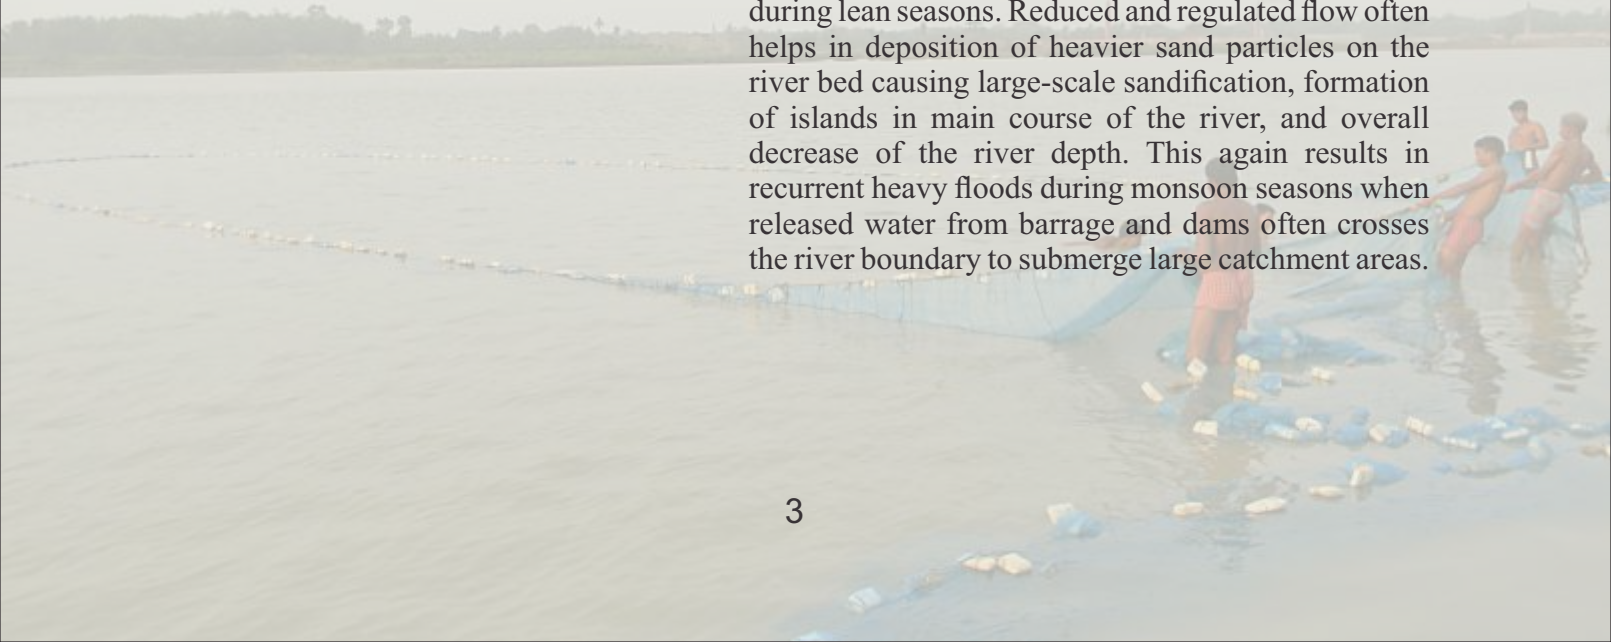 during lean seasons. Reduced and regulated flow often
helps in deposition of heavier sand particles on the
river bed causing large-scale sandification, formation
of islands in main course of the river, and overall
decrease of the river depth. This again results in
recurrent heavy floods during monsoon seasons when
released water from barrage and dams often crosses
the river boundary to submerge large catchment areas.
3